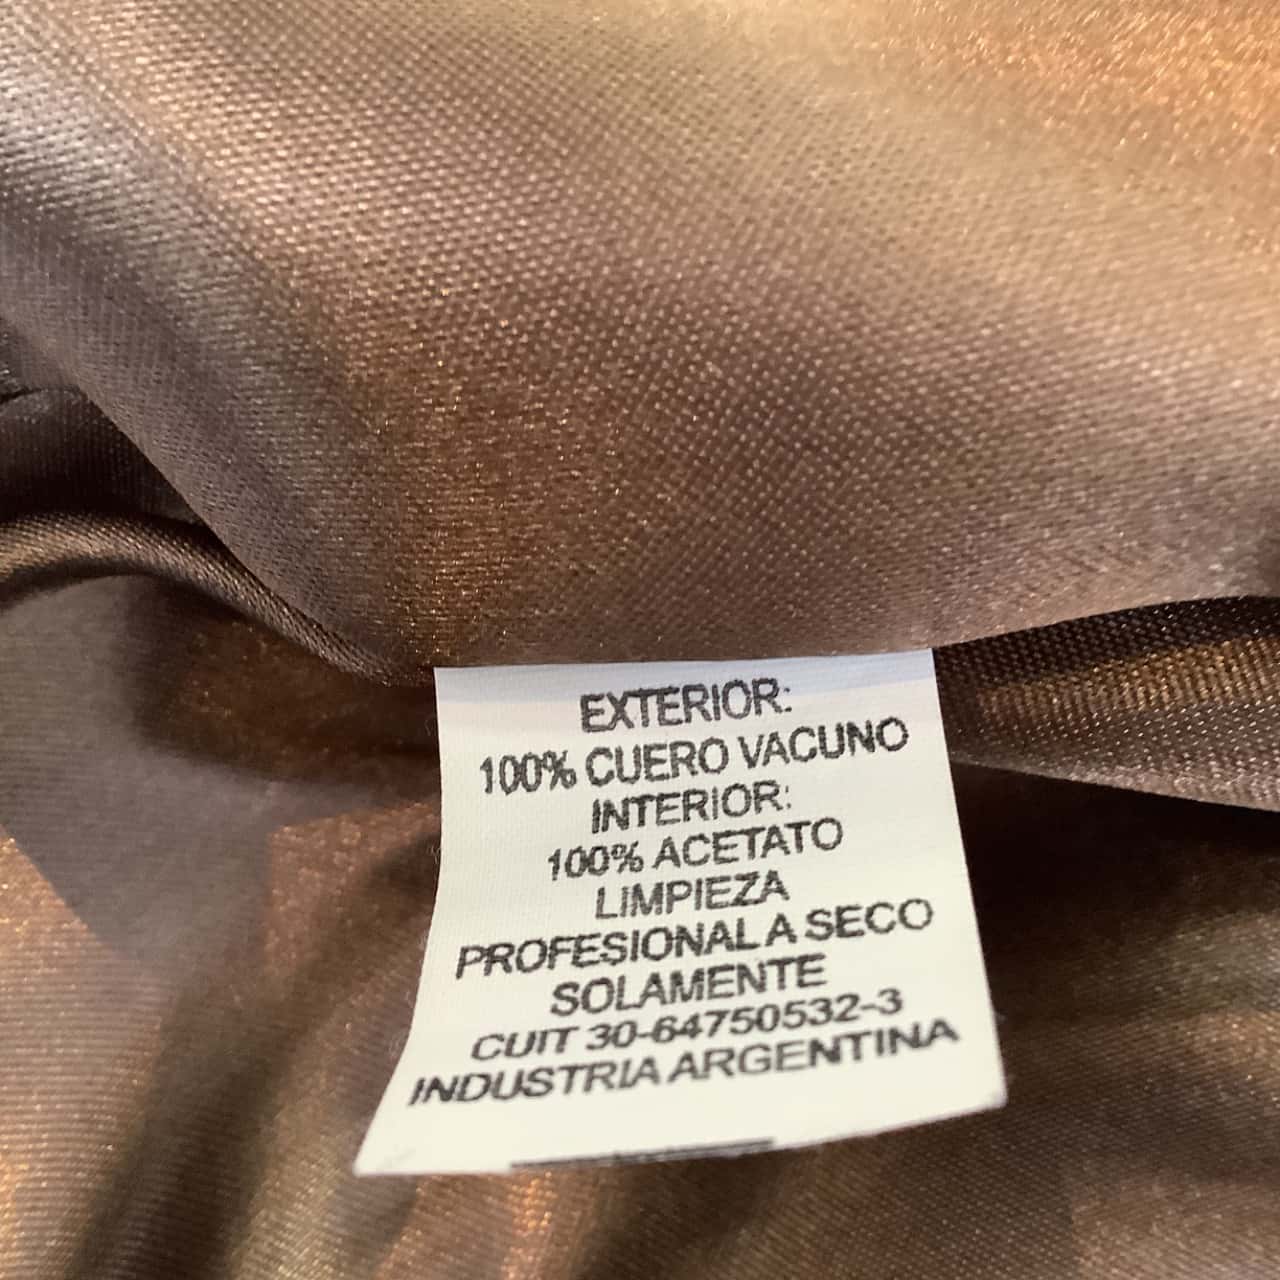 EXTERIOR:
100% CUERO VACUNO
INTERIOR:
100% ACETATO
LIMPIEZA
PROFESIONAL A SECO
SOLAMENTE
CUIT 30-64750532-3
INDUSTRIA ARGENTINA